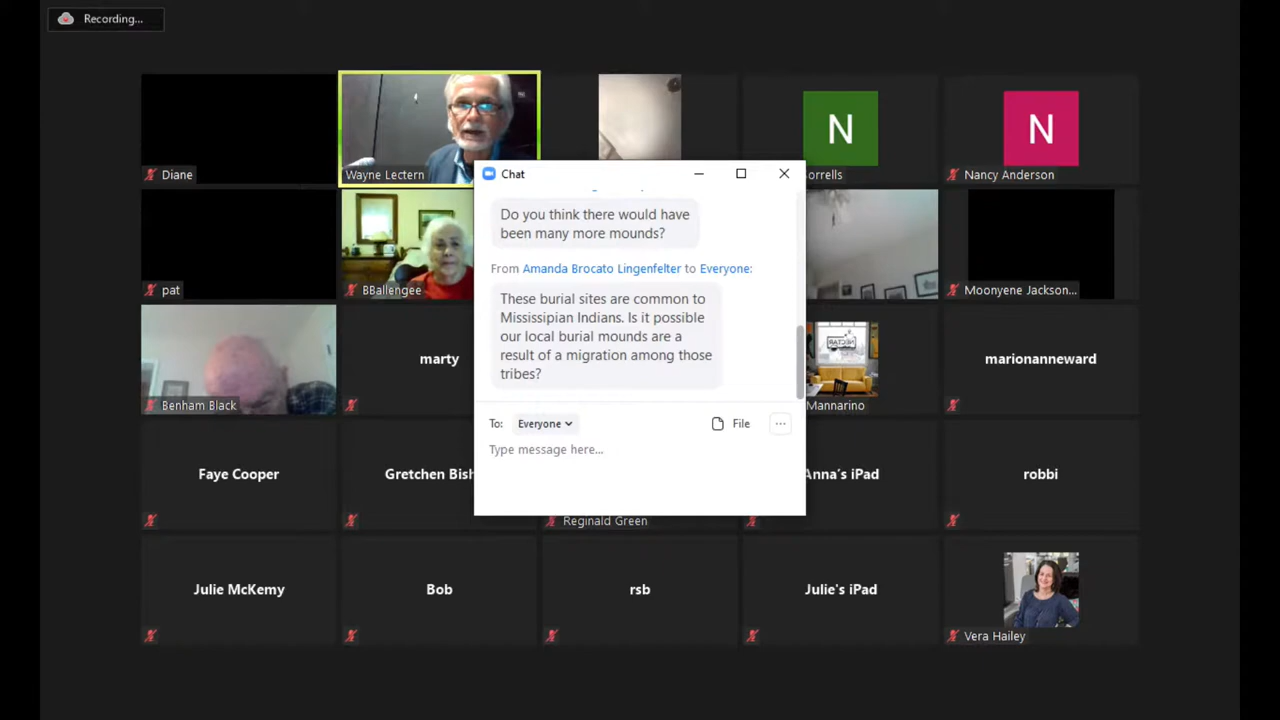 Recording...
Diane
Wayne Lectern
N
orrells
N
Nancy Anderson
Chat
Do you think there would have
been many more mounds?
From Amanda Brocato Lingenfelter to Everyone:
These burial sites are common to
Mississipian Indians. Is it possible
our local burial mounds are a
result of a migration among those
tribes?
To: Everyone
File
...
Type message here...
pat
BBallengee
Moonyene Jackson...
Benham Black
marty
NECTAR
Mannarino
marionanneward
Faye Cooper
Gretchen Bish
Reginald Green
Anna's iPad
robbi
Julie McKemy
Bob
rsb
Julie's iPad
Vera Hailey